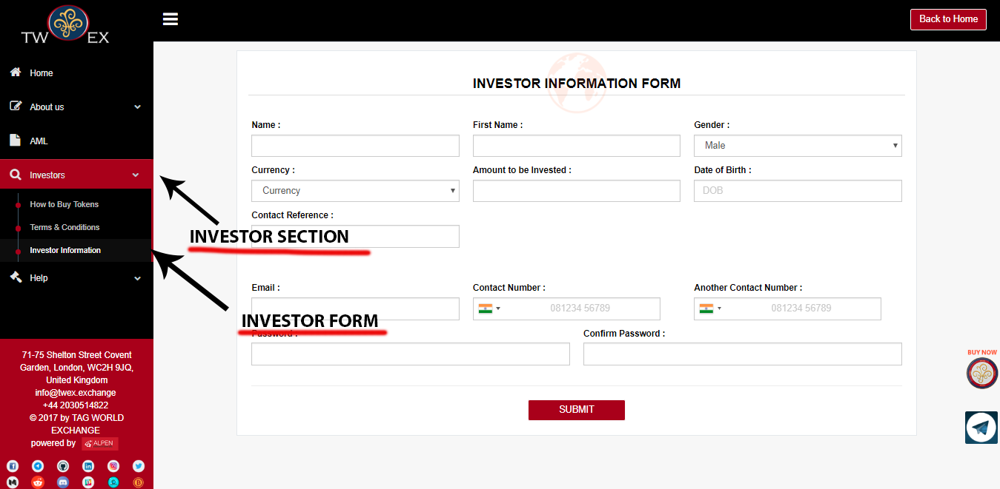 TW EX
Back to Home
Home
About us
AML
Investors
How to Buy Tokens
Terms & Conditions
Investor Information
Help
71-75 Shelton Street Covent
Garden, London, WC2H 9JQ,
United Kingdom
info@twex.exchange
+44 2030514822
© 2017 by TAG WORLD
EXCHANGE
powered by ALPEN
INVESTOR INFORMATION FORM
Name : First Name : Gender :
Male
Currency : Amount to be Invested : Date of Birth :
Currency DOB
Contact Reference :
INVESTOR SECTION
Email : Contact Number : Another Contact Number :
081234 56789 081234 56789
INVESTOR FORM
Password : Confirm Password :
SUBMIT
BUY NOW